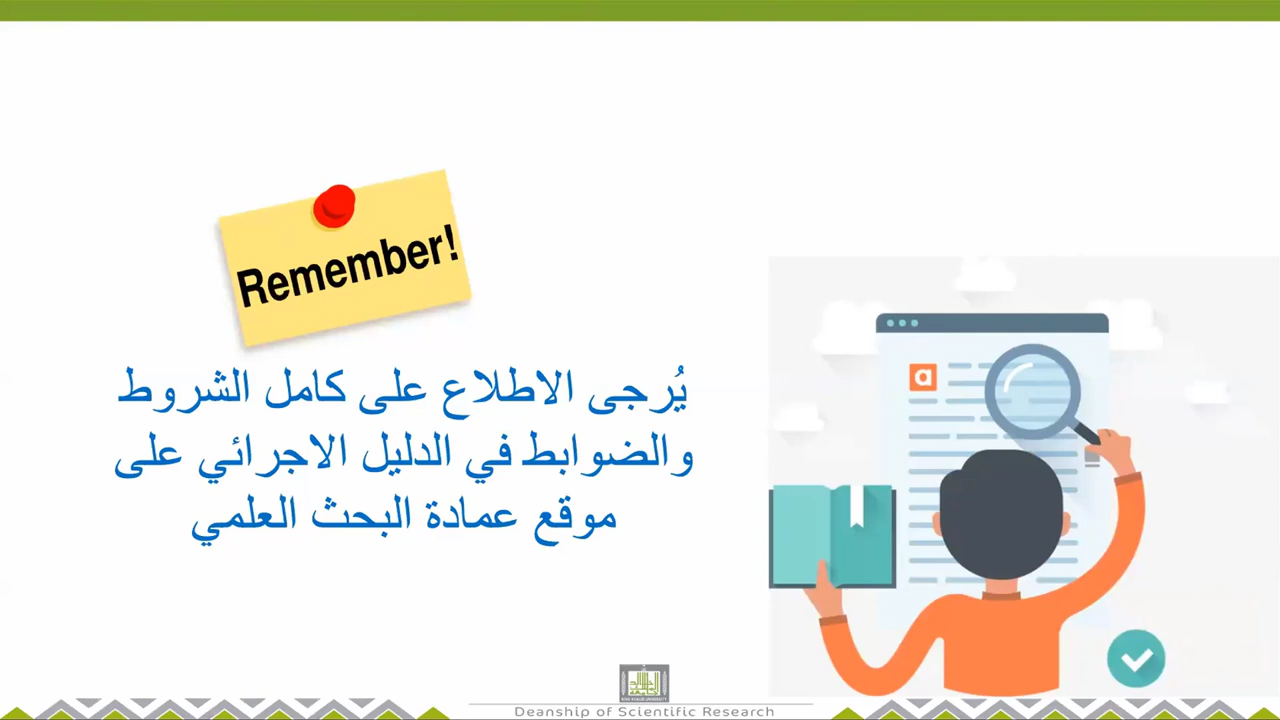 Remember!
يُرجى الاطلاع على كامل الشروط
والضوابط في الدليل الاجرائي على
موقع عمادة البحث العلمي
a
Deanship of Scientific Research